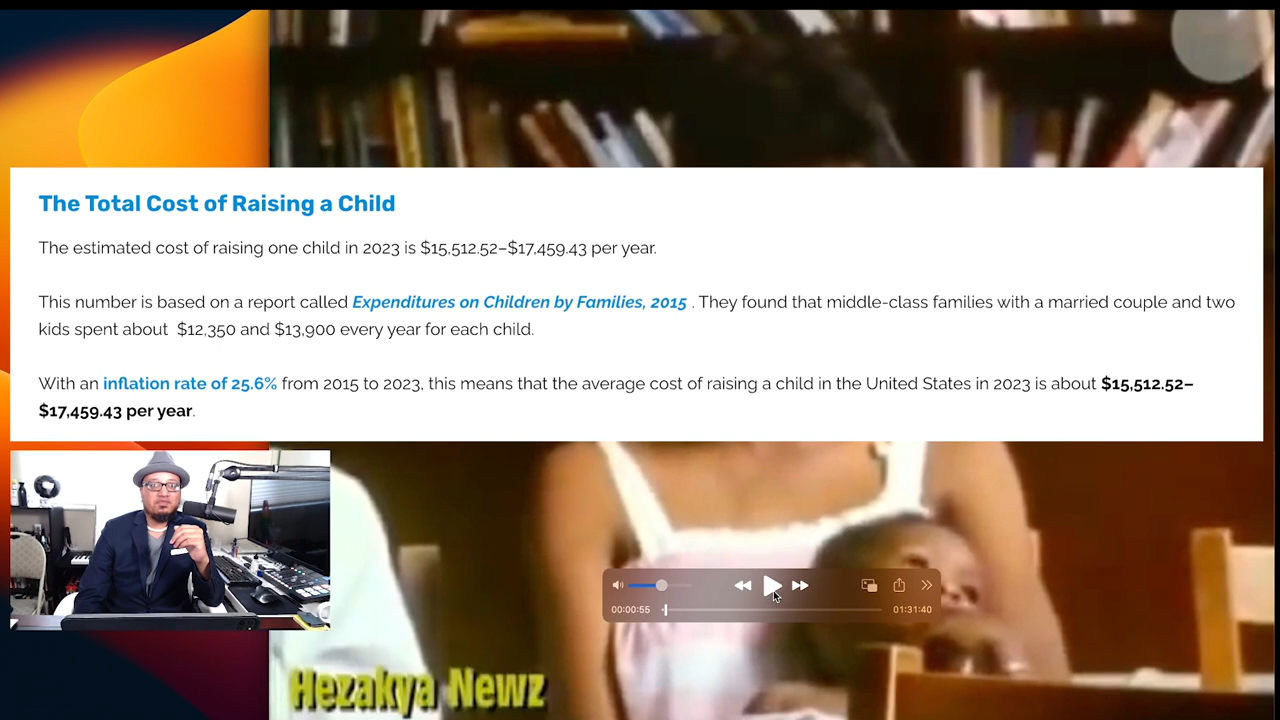 The Total Cost of Raising a Child
The estimated cost of raising one child in 2023 is $15,512.52–$17,459.43 per year.
This number is based on a report called Expenditures on Children by Families, 2015 . They found that middle-class families with a married couple and two
kids spent about $12,350 and $13,900 every year for each child.
With an inflation rate of 25.6% from 2015 to 2023, this means that the average cost of raising a child in the United States in 2023 is about $15,512.52–
$17,459.43 per year.
00:00:55
01:31:40
Hezakya Newz